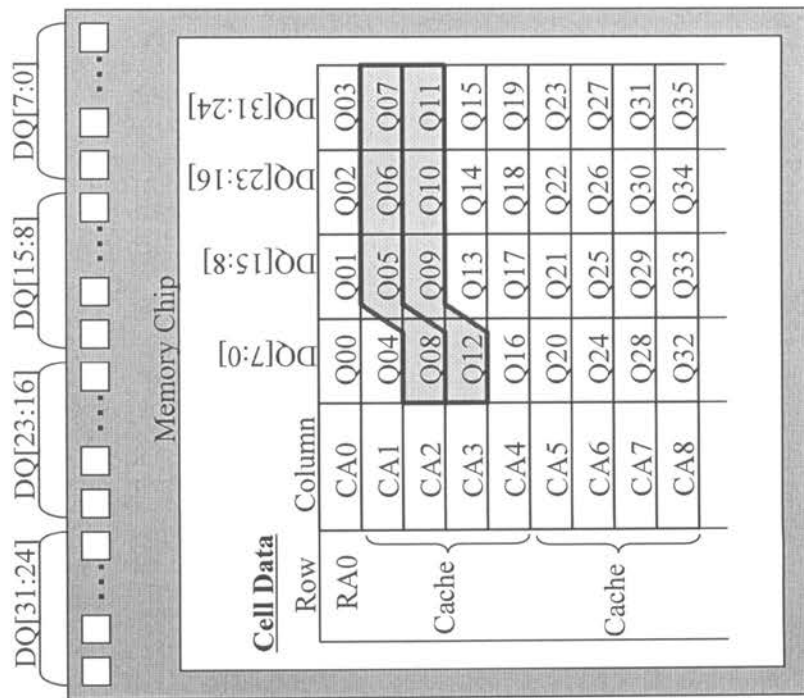 DQ[31:24] DQ[23:16] DQ[15:8] DQ[7:0]
Memory Chip
Cell Data
Row Column DQ[7:0] DQ[15:8] DQ[23:16] DQ[31:24]
RA0 CA0 Q00 Q01 Q02 Q03
Cache CA1 Q04 Q05 Q06 Q07
CA2 Q08 Q09 Q10 Q11
CA3 Q12 Q13 Q14 Q15
CA4 Q16 Q17 Q18 Q19
Cache CA5 Q20 Q21 Q22 Q23
CA6 Q24 Q25 Q26 Q27
CA7 Q28 Q29 Q30 Q31
CA8 Q32 Q33 Q34 Q35